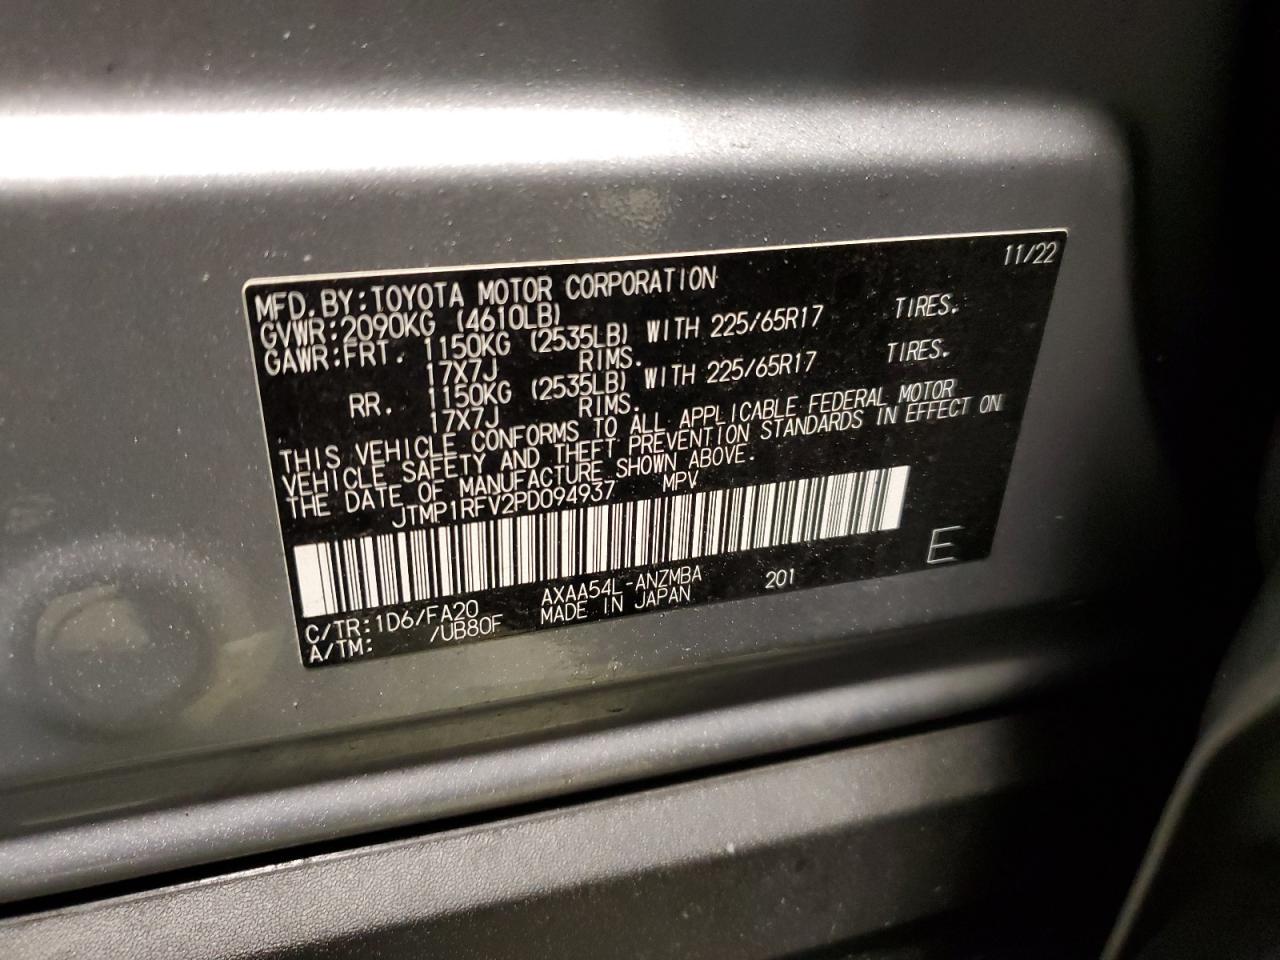 11/22
MFD. BY: TOYOTA MOTOR CORPORATION
GVWR: 2090KG (4610LB)
GAWR: FRT. 1150KG (2535LB) WITH 225/65R17 TIRES.
17X7J RIMS.
RR. 1150KG (2535LB) WITH 225/65R17 TIRES.
17X7J RIMS.
THIS VEHICLE CONFORMS TO ALL APPLICABLE FEDERAL MOTOR
VEHICLE SAFETY AND THEFT PREVENTION STANDARDS IN EFFECT ON
THE DATE OF MANUFACTURE SHOWN ABOVE.
JTMP1RFV2PD094937 MPV
E
C/TR: 1D6/FA20 AXAA54L-ANZMBA 201
A/TM: /UB80F MADE IN JAPAN